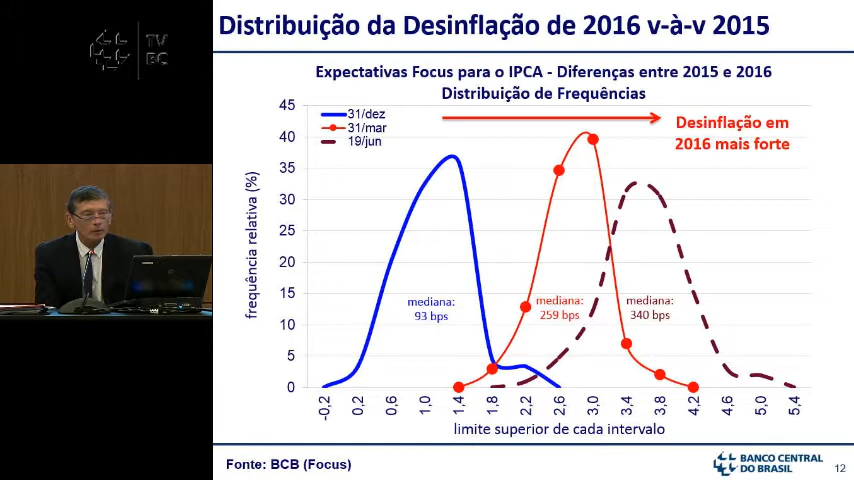 TV
BC
Distribuição da Desinflação de 2016 v-à-v 2015
Expectativas Focus para o IPCA - Diferenças entre 2015 e 2016
Distribuição de Frequências
frequência relativa (%)
45
40
35
30
25
20
15
10
5
0
31/dez
31/mar
19/jun
Desinflação em
2016 mais forte
mediana:
93 bps
mediana:
259 bps
mediana:
340 bps
-0,2 0,2 0,6 1,0 1,4 1,8 2,2 2,6 3,0 3,4 3,8 4,2 4,6 5,0 5,4
limite superior de cada intervalo
Fonte: BCB (Focus)
BANCO CENTRAL
DO BRASIL
12